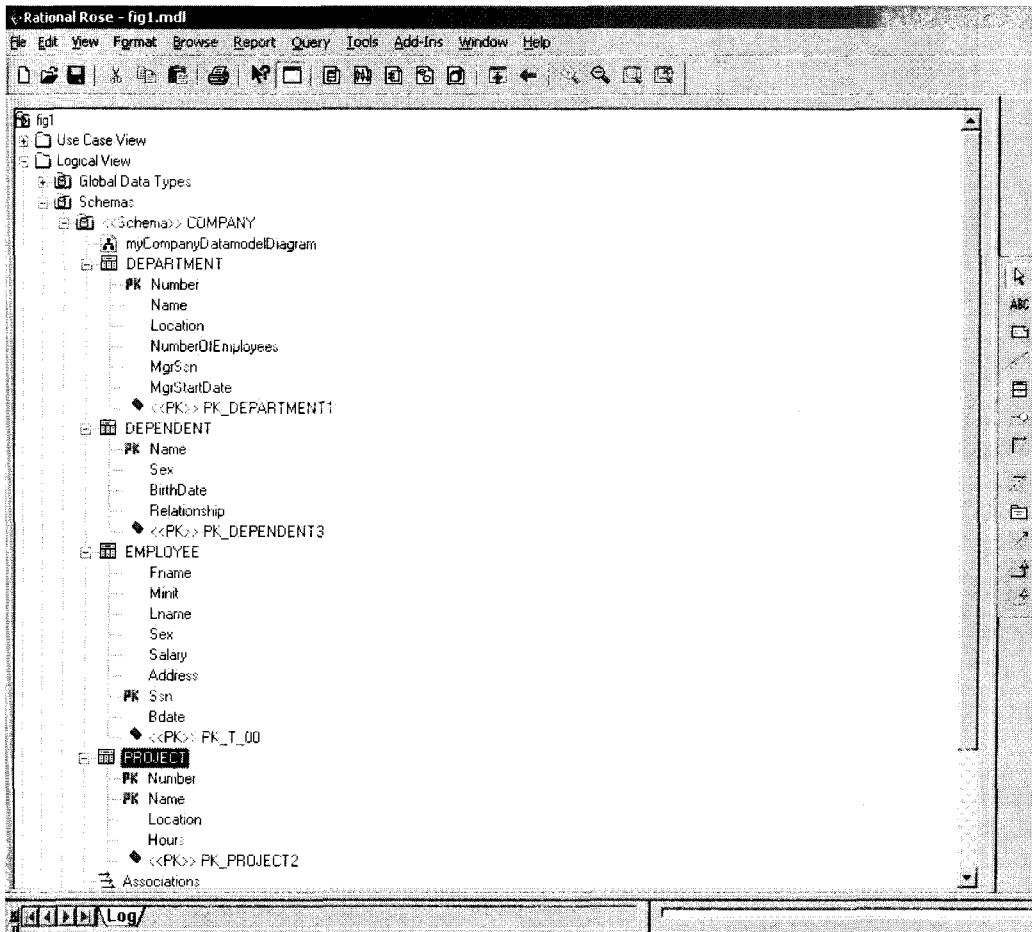 Rational Rose - fig1.mdl
File Edit View Format Browse Report Query Tools Add-Ins Window Help
fig1
Use Case View
Logical View
Global Data Types
Schemas
<<Schema>> COMPANY
myCompanyDatamodelDiagram
DEPARTMENT
PK Number
Name
Location
NumberOfEmployees
MgrSsn
MgrStartDate
<<PK>> PK_DEPARTMENT1
DEPENDENT
PK Name
Sex
BirthDate
Relationship
<<PK>> PK_DEPENDENT3
EMPLOYEE
Fname
Minit
Lname
Sex
Salary
Address
PK Ssn
Bdate
<<PK>> PK_T_00
PROJECT
PK Number
PK Name
Location
Hours
<<PK>> PK_PROJECT2
Associations
ABC
Log